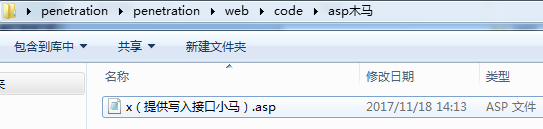 penetration ▸ penetration ▸ web ▸ code ▸ asp木马
包含到库中 ▾ 共享 ▾ 新建文件夹
名称 修改日期 类型
x（提供写入接口小马）.asp 2017/11/18 14:13 ASP 文件